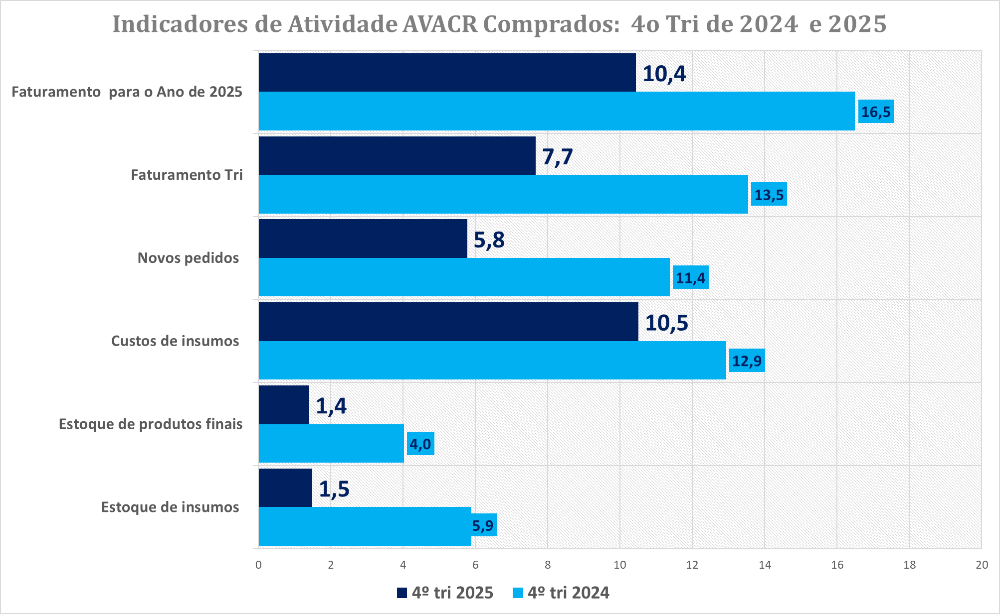 Indicadores de Atividade AVACR Comprados:  4o Tri de 2024  e 2025
Faturamento  para o Ano de 2025
10,4
16,5
Faturamento Tri
7,7
13,5
Novos pedidos
5,8
11,4
Custos de insumos
10,5
12,9
Estoque de produtos finais
1,4
4,0
Estoque de insumos
1,5
5,9
0 2 4 6 8 10 12 14 16 18 20
4º tri 2025 4º tri 2024